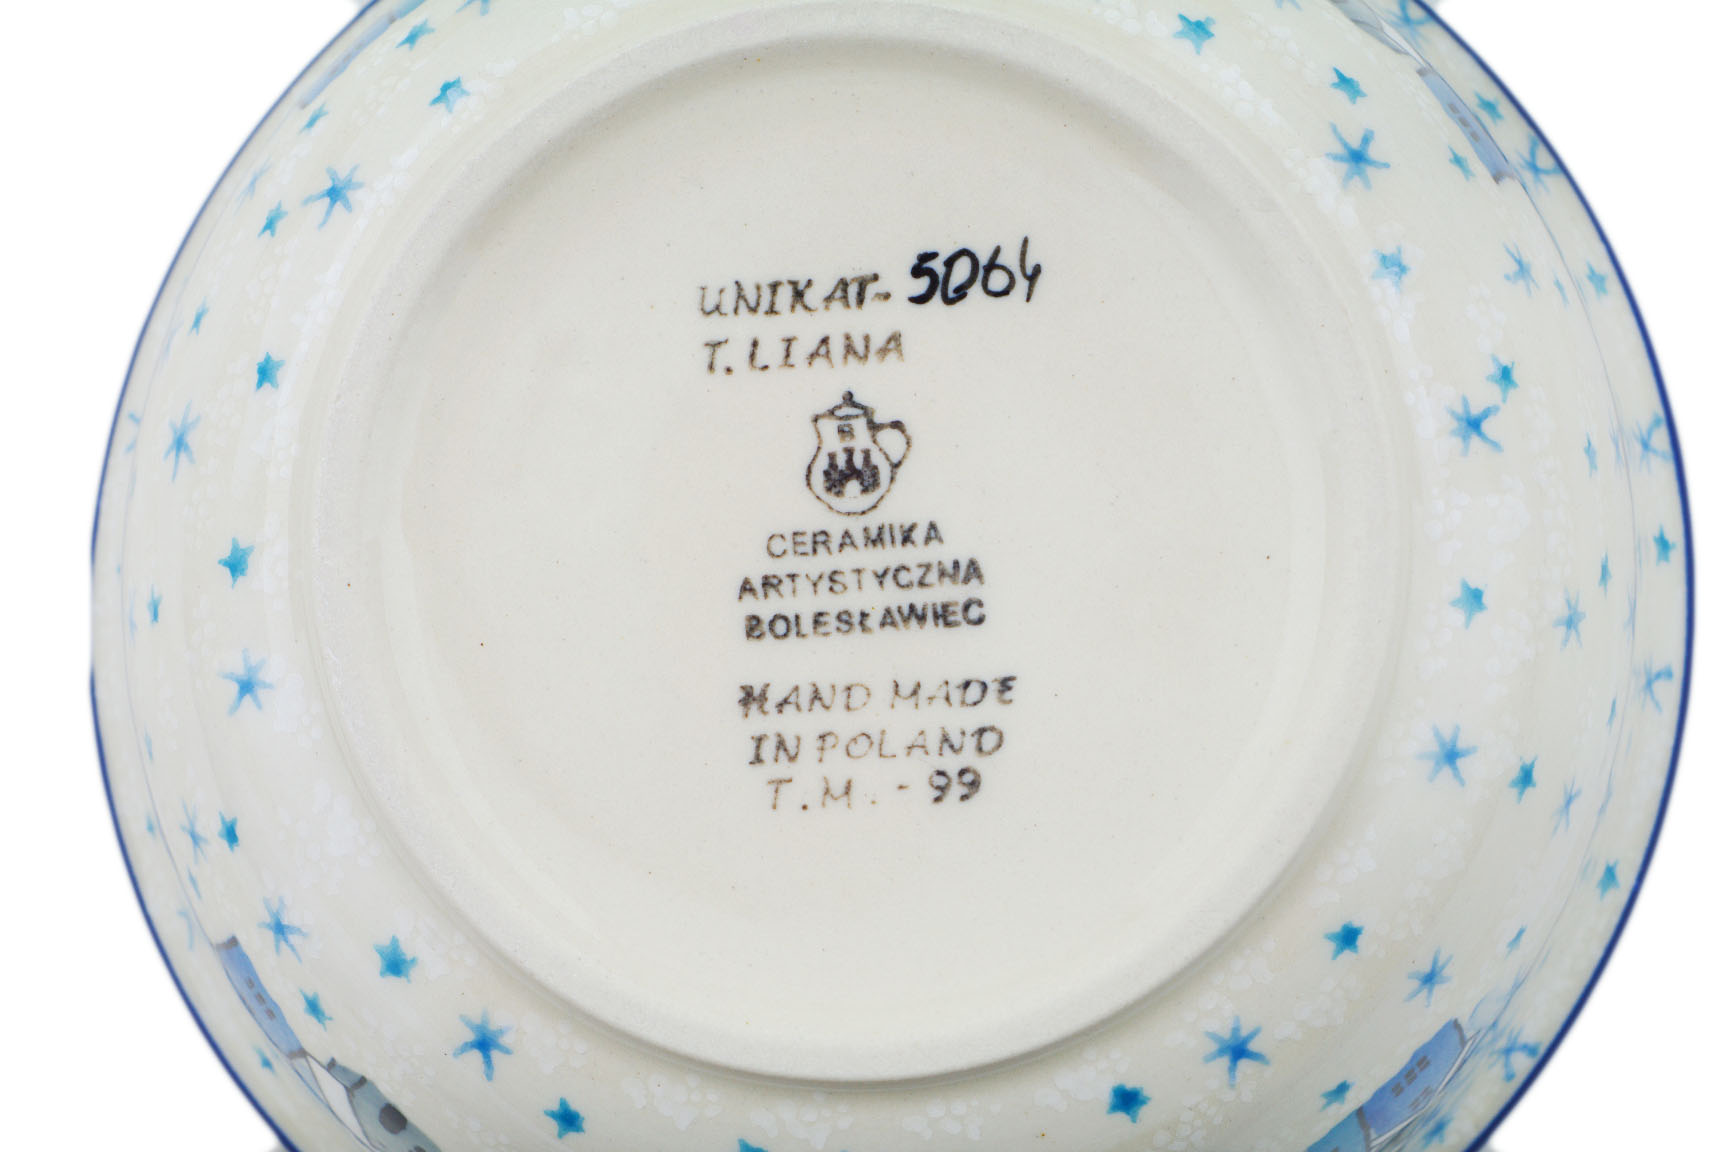 UNIKAT- 5064
T. LIANA
CERAMIKA
ARTYSTYCZNA
BOLESŁAWIEC
HAND MADE
IN POLAND
T.M. - 99